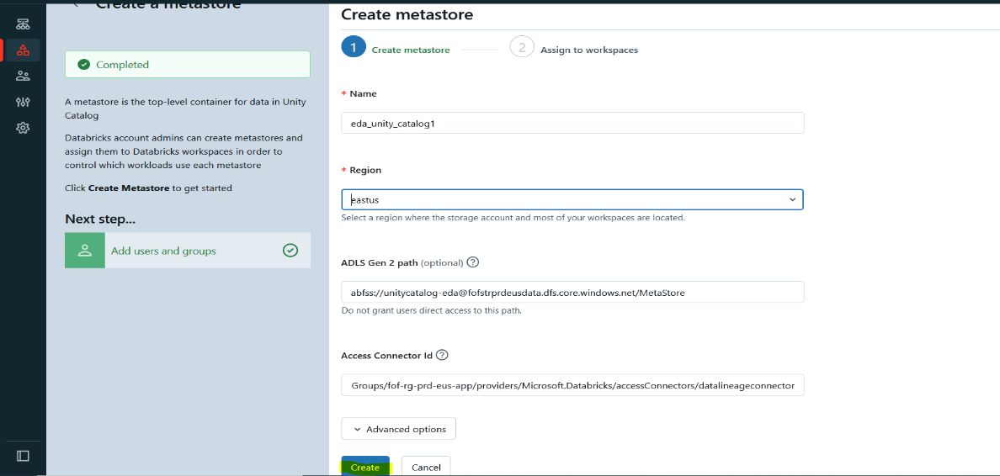 Create a metastore
Completed
A metastore is the top-level container for data in Unity
Catalog
Databricks account admins can create metastores and
assign them to Databricks workspaces in order to
control which workloads use each metastore
Click Create Metastore to get started
Next step...
Add users and groups
Create metastore
1 Create metastore
2 Assign to workspaces
* Name
eda_unity_catalog1
* Region
eastus
Select a region where the storage account and most of your workspaces are located.
ADLS Gen 2 path (optional) ?
abfss://unitycatalog-eda@fofstrprdeusdata.dfs.core.windows.net/MetaStore
Do not grant users direct access to this path.
Access Connector Id ?
Groups/fof-rg-prd-eus-app/providers/Microsoft.Databricks/accessConnectors/datalineageconnector
Advanced options
Create
Cancel